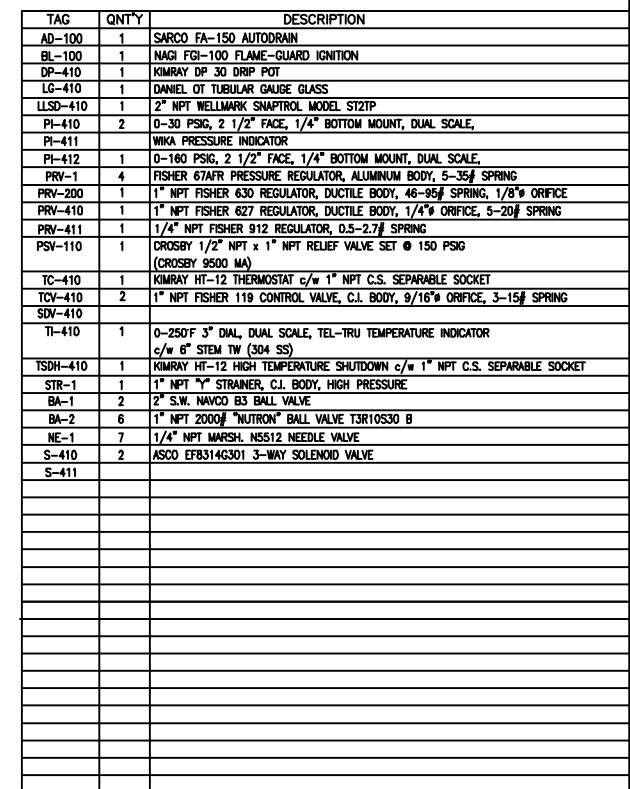 TAG QNT'Y DESCRIPTION
AD-100 1 SARCO FA-150 AUTODRAIN
BL-100 1 NAGI FGI-100 FLAME-GUARD IGNITION
DP-410 1 KIMRAY DP 30 DRIP POT
LG-410 1 DANIEL OT TUBULAR GAUGE GLASS
LLSD-410 1 2" NPT WELLMARK SNAPTROL MODEL ST2TP
PI-410 2 0-30 PSIG, 2 1/2" FACE, 1/4" BOTTOM MOUNT, DUAL SCALE,
PI-411 WIKA PRESSURE INDICATOR
PI-412 1 0-160 PSIG, 2 1/2" FACE, 1/4" BOTTOM MOUNT, DUAL SCALE,
PRV-1 4 FISHER 67AFR PRESSURE REGULATOR, ALUMINUM BODY, 5-35# SPRING
PRV-200 1 1" NPT FISHER 630 REGULATOR, DUCTILE BODY, 46-95# SPRING, 1/8"ø ORIFICE
PRV-410 1 1" NPT FISHER 627 REGULATOR, DUCTILE BODY, 1/4"ø ORIFICE, 5-20# SPRING
PRV-411 1 1/4" NPT FISHER 912 REGULATOR, 0.5-2.7# SPRING
PSV-110 1 CROSBY 1/2" NPT x 1" NPT RELIEF VALVE SET @ 150 PSIG
(CROSBY 9500 MA)
TC-410 1 KIMRAY HT-12 THERMOSTAT c/w 1" NPT C.S. SEPARABLE SOCKET
TCV-410 2 1" NPT FISHER 119 CONTROL VALVE, C.I. BODY, 9/16"ø ORIFICE, 3-15# SPRING
SDV-410
TI-410 1 0-250°F 3" DIAL, DUAL SCALE, TEL-TRU TEMPERATURE INDICATOR
c/w 6" STEM TW (304 SS)
TSDH-410 1 KIMRAY HT-12 HIGH TEMPERATURE SHUTDOWN c/w 1" NPT C.S. SEPARABLE SOCKET
STR-1 1 1" NPT "Y" STRAINER, C.I. BODY, HIGH PRESSURE
BA-1 2 2" S.W. NAVCO B3 BALL VALVE
BA-2 6 1" NPT 2000# "NUTRON" BALL VALVE T3R10S30 B
NE-1 7 1/4" NPT MARSH. N5512 NEEDLE VALVE
S-410 2 ASCO EF8314G301 3-WAY SOLENOID VALVE
S-411